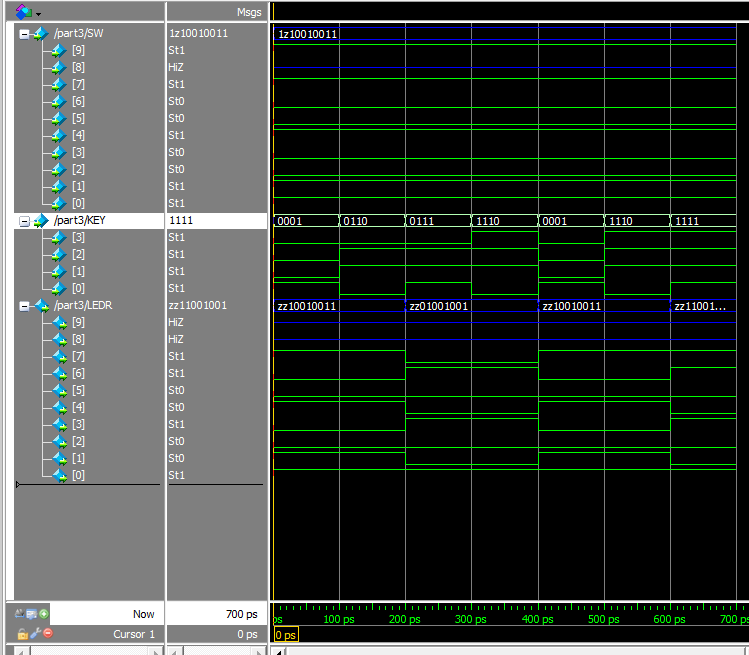 Msgs
/part3/SW 1z10010011 1z10010011
[9] St1
[8] HiZ
[7] St1
[6] St0
[5] St0
[4] St1
[3] St0
[2] St0
[1] St1
[0] St1
/part3/KEY 1111 0001 0110 0111 1110 0001 1110 1111
[3] St1
[2] St1
[1] St1
[0] St1
/part3/LEDR zz11001001 zz10010011 zz01001001 zz10010011 zz11001...
[9] HiZ
[8] HiZ
[7] St1
[6] St1
[5] St0
[4] St0
[3] St1
[2] St0
[1] St0
[0] St1
Now 700 ps ps 100 ps 200 ps 300 ps 400 ps 500 ps 600 ps 700 ps
Cursor 1 0 ps 0 ps